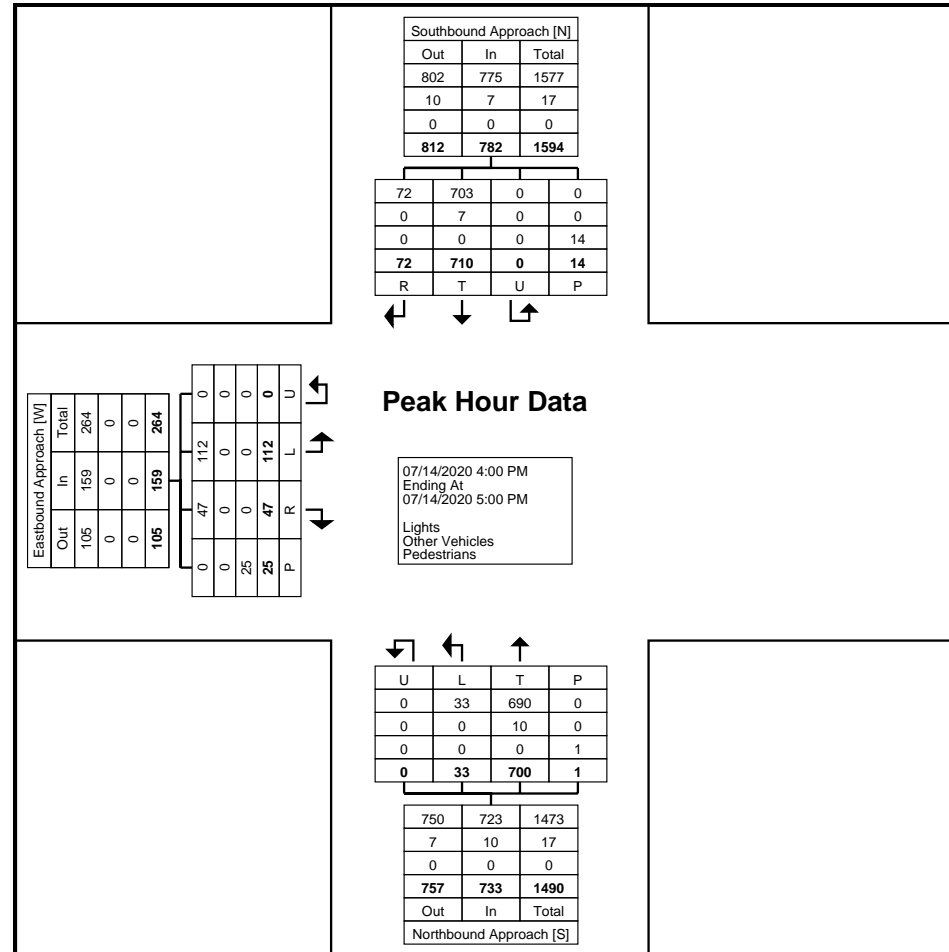 Southbound Approach [N]
Out In Total
802 775 1577
10 7 17
0 0 0
812 782 1594
72 703 0 0
0 7 0 0
0 0 0 14
72 710 0 14
R T U P
Eastbound Approach [W]
Out In Total
105 159 264
0 0 0
0 0 0
105 159 264
0 47 112 0
0 0 0 0
25 0 0 0
25 47 112 0
P R L U
Peak Hour Data
07/14/2020 4:00 PM
Ending At
07/14/2020 5:00 PM
Lights
Other Vehicles
Pedestrians
U L T P
0 33 690 0
0 0 10 0
0 0 0 1
0 33 700 1
750 723 1473
7 10 17
0 0 0
757 733 1490
Out In Total
Northbound Approach [S]